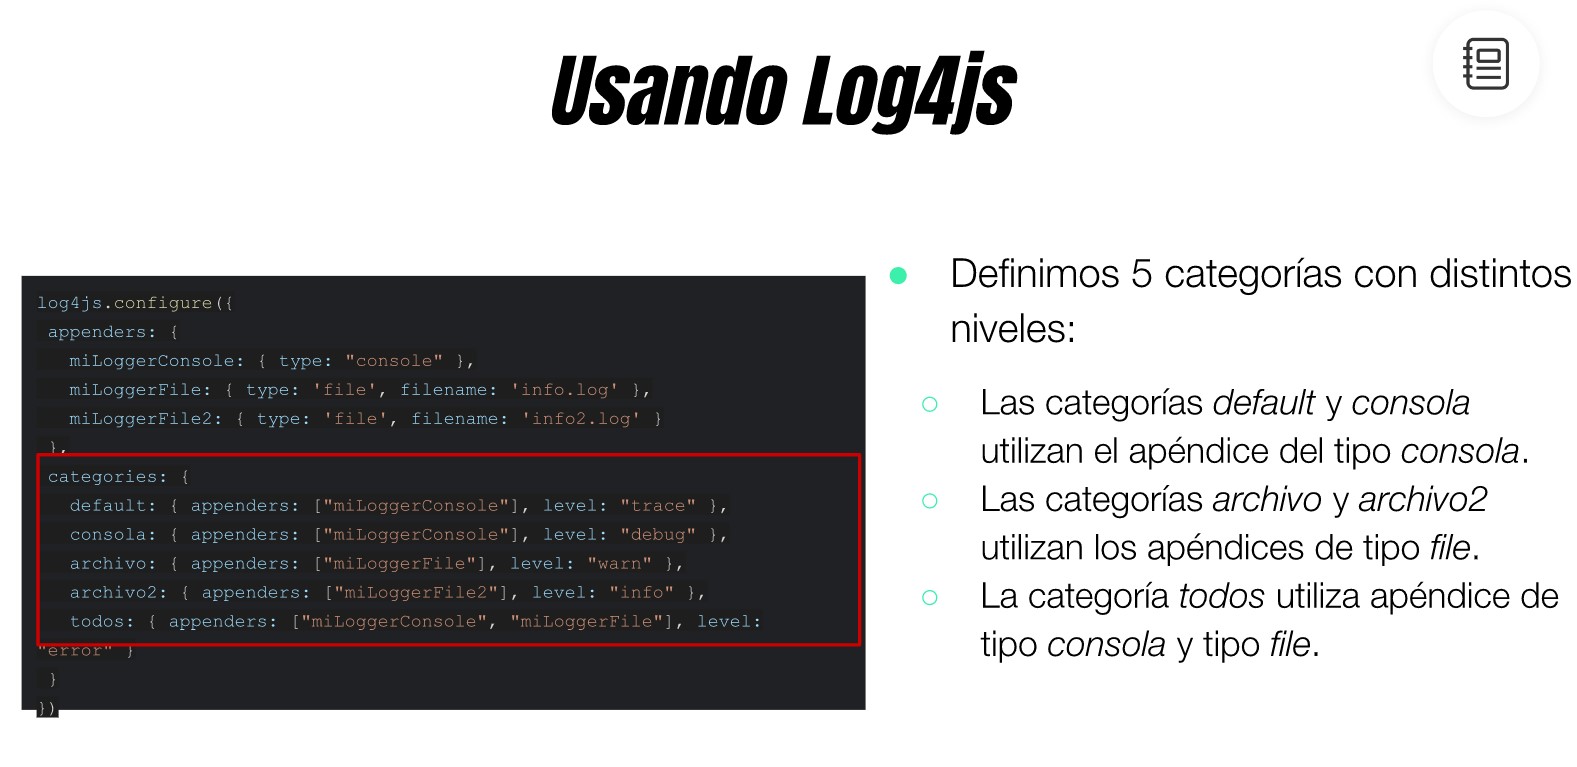 Usando Log4js
log4js.configure({
appenders: {
miLoggerConsole: { type: "console" },
miLoggerFile: { type: 'file', filename: 'info.log' },
miLoggerFile2: { type: 'file', filename: 'info2.log' }
},
categories: {
default: { appenders: ["miLoggerConsole"], level: "trace" },
consola: { appenders: ["miLoggerConsole"], level: "debug" },
archivo: { appenders: ["miLoggerFile"], level: "warn" },
archivo2: { appenders: ["miLoggerFile2"], level: "info" },
todos: { appenders: ["miLoggerConsole", "miLoggerFile"], level:
"error" }
}
})
● Definimos 5 categorías con distintos
niveles:
○ Las categorías default y consola
utilizan el apéndice del tipo consola.
○ Las categorías archivo y archivo2
utilizan los apéndices de tipo file.
○ La categoría todos utiliza apéndice de
tipo consola y tipo file.